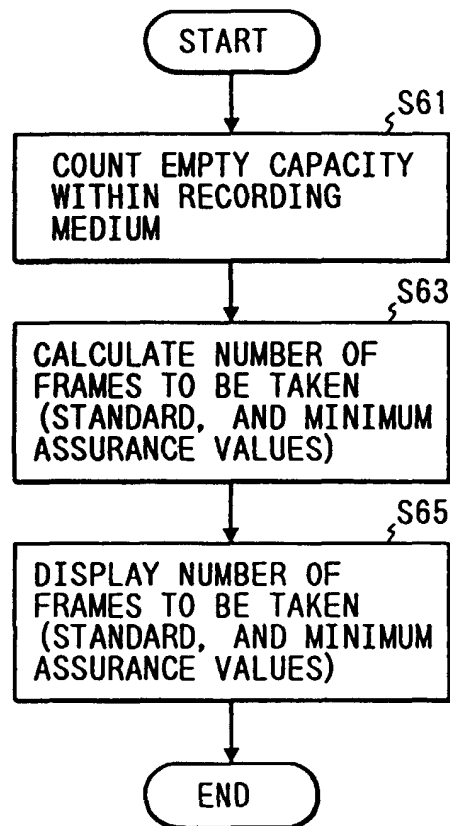 START
S61
COUNT EMPTY CAPACITY
WITHIN RECORDING
MEDIUM
S63
CALCULATE NUMBER OF
FRAMES TO BE TAKEN
(STANDARD, AND MINIMUM
ASSURANCE VALUES)
S65
DISPLAY NUMBER OF
FRAMES TO BE TAKEN
(STANDARD, AND MINIMUM
ASSURANCE VALUES)
END